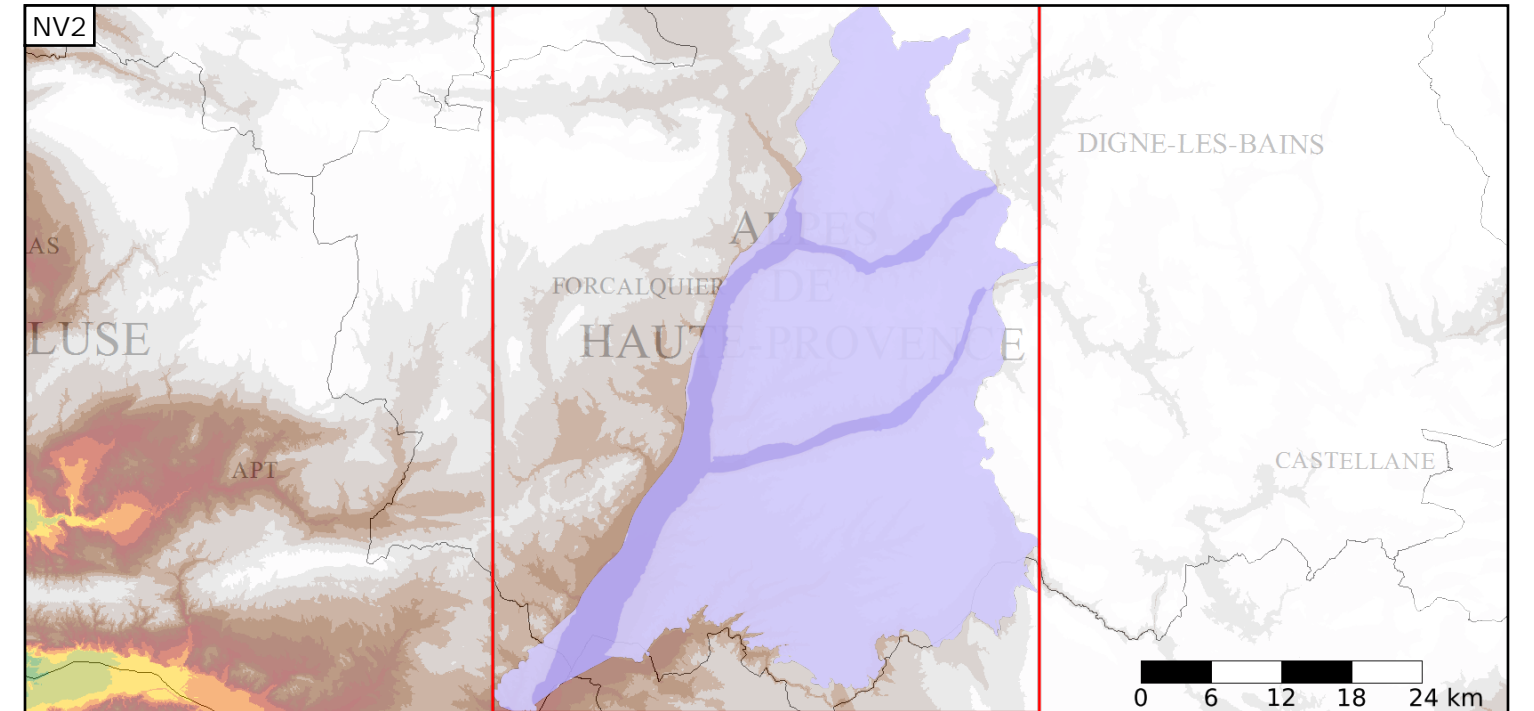 NV2
DIGNE-LES-BAINS
AS
ALPES
FORCALQUIER
DE
LUSE
HAUTE-PROVENCE
APT
CASTELLANE
0 6 12 18 24 km